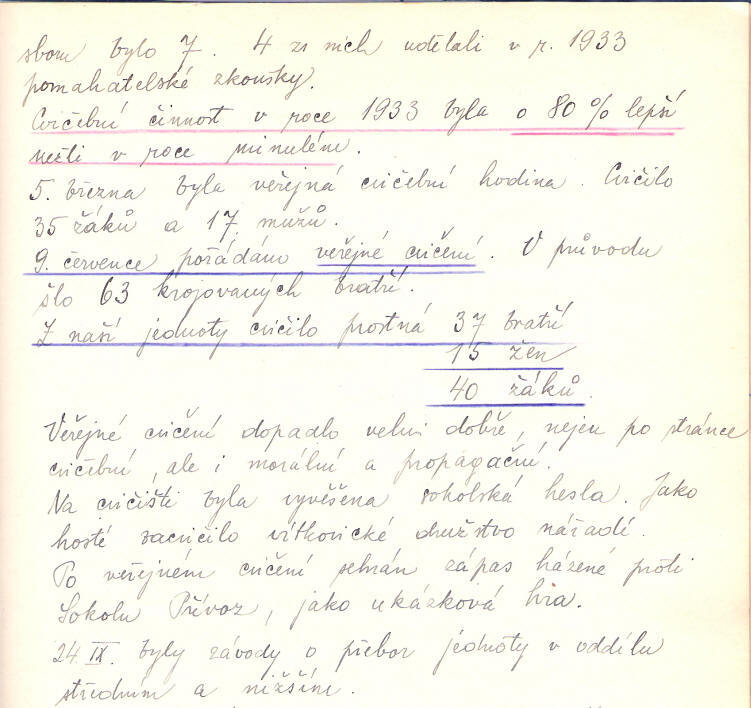 sboru bylo 7. 4 z nich udělali v r. 1933
pomahatelské zkoušky.
Cvičební činnost v roce 1933 byla o 80% lepší
nežli v roce minulém.
5. března byla veřejná cvičební hodina. Cvičilo
35 žáků a 17 mužů.
9. července pořádáno veřejné cvičení. V průvodu
šlo 63 krojovaných bratří.
Z naší jednoty cvičilo prostná 37 bratří
15 žen
40 žáků.
Veřejné cvičení dopadlo velmi dobře, nejen po stránce
cvičební, ale i morální a propagační.
Na cvičišti byla vyvěšena sokolská hesla. Jako
hosté zacvičilo vítkovické družstvo nářadí.
Po veřejném cvičení sehrán zápas házené proti
Sokolu Přívoz, jako ukázková hra.
24. IX. byly závody o přebor jednoty v oddílu
středním a nižším.